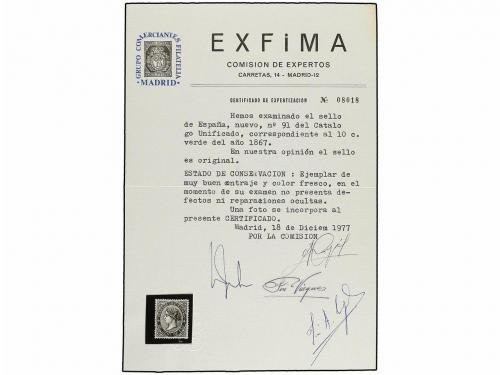 GRUPO COMERCIANTES FILATELIA
MADRID
EXFiMA
COMISION DE EXPERTOS
CARRETAS, 14 - MADRID-12
CERTIFICADO DE EXPERTIZACION Nº 08018
Hemos examinado el sello
de España, nuevo, nº 91 del Catalo
go Unificado, correspondiente al 10 c.
verde del año 1867.
En nuestra opinión el sello
es original.
ESTADO DE CONSERVACION : Ejemplar de
muy buen centraje y color fresco, en el
momento de su examen no presenta de-
fectos ni reparaciones ocultas.
Una foto se incorpora al
presente CERTIFICADO.
Madrid, 18 de Diciem 1977
POR LA COMISION